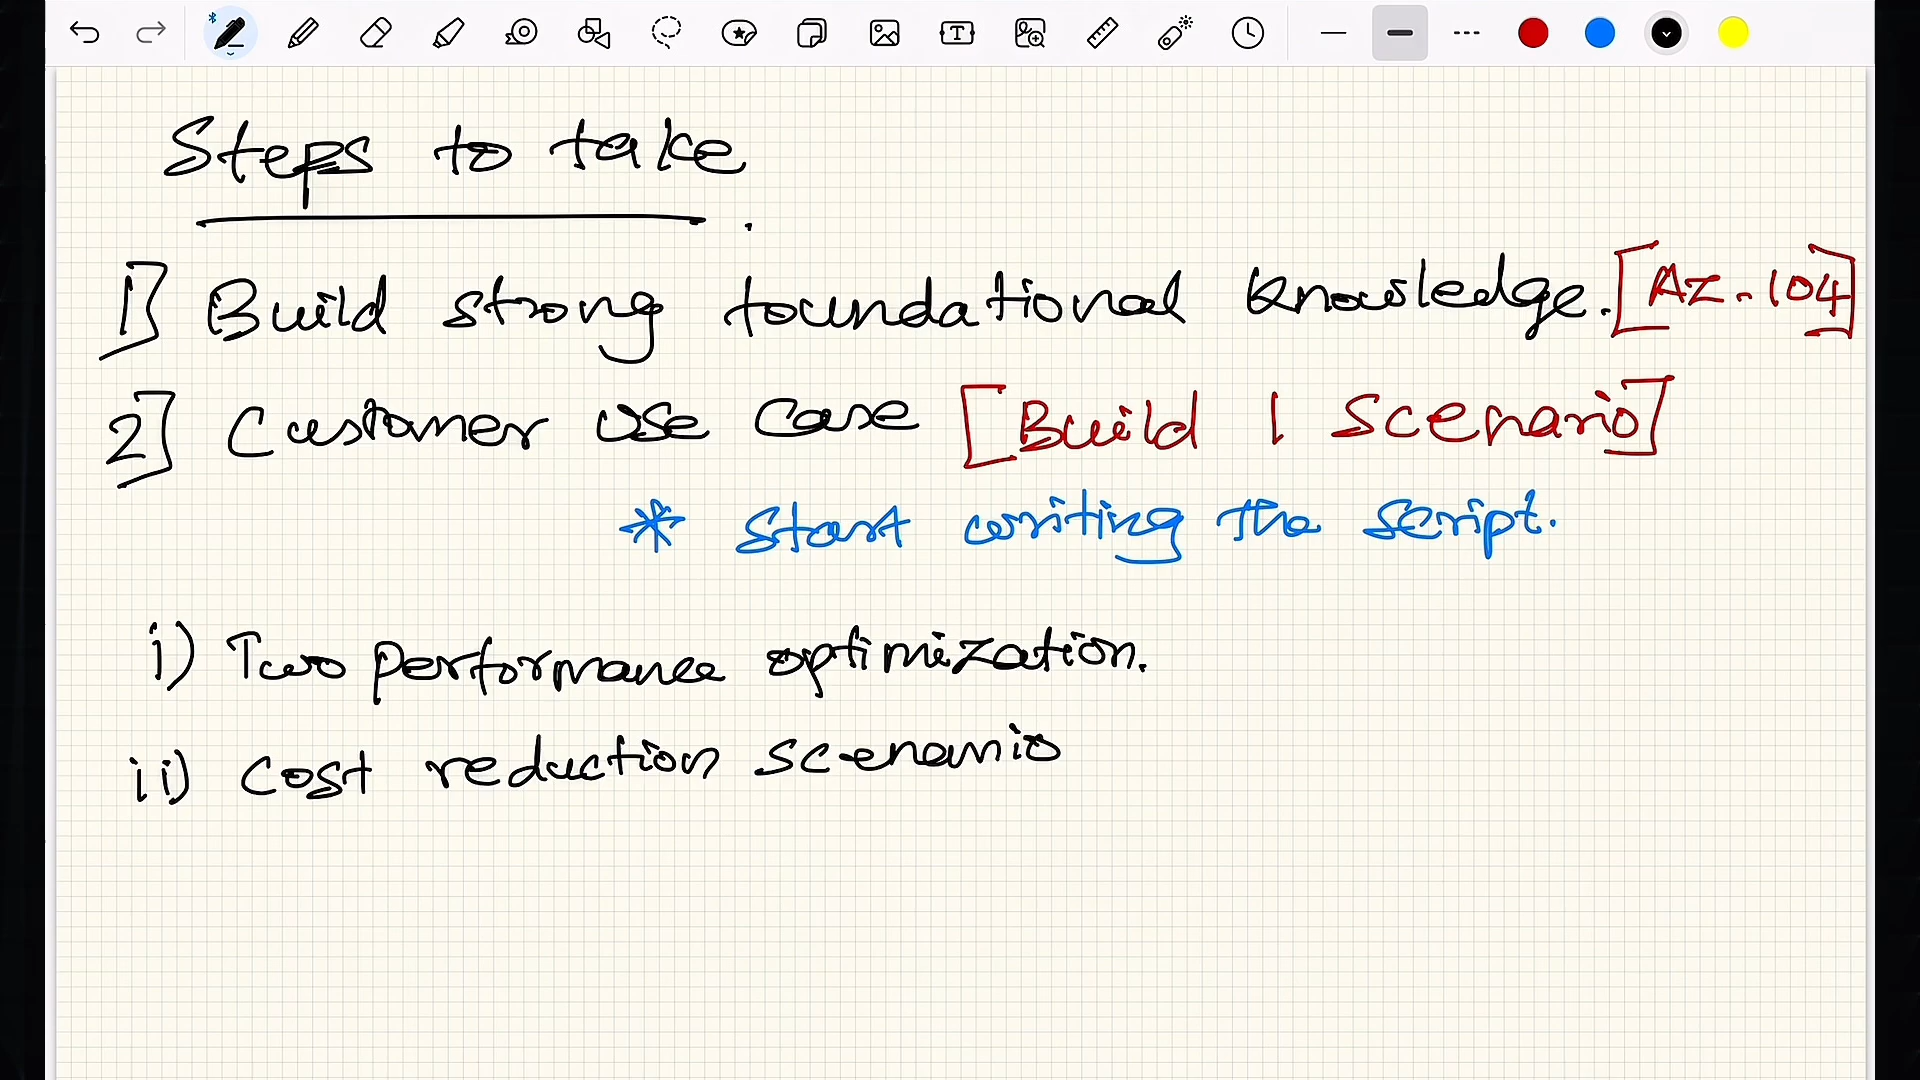 Steps to take.
1] Build strong foundational knowledge. [AZ-104]
2] Customer use case [Build 1 Scenario]
* Start writing the script.
i) Two performance optimization.
ii) Cost reduction scenario